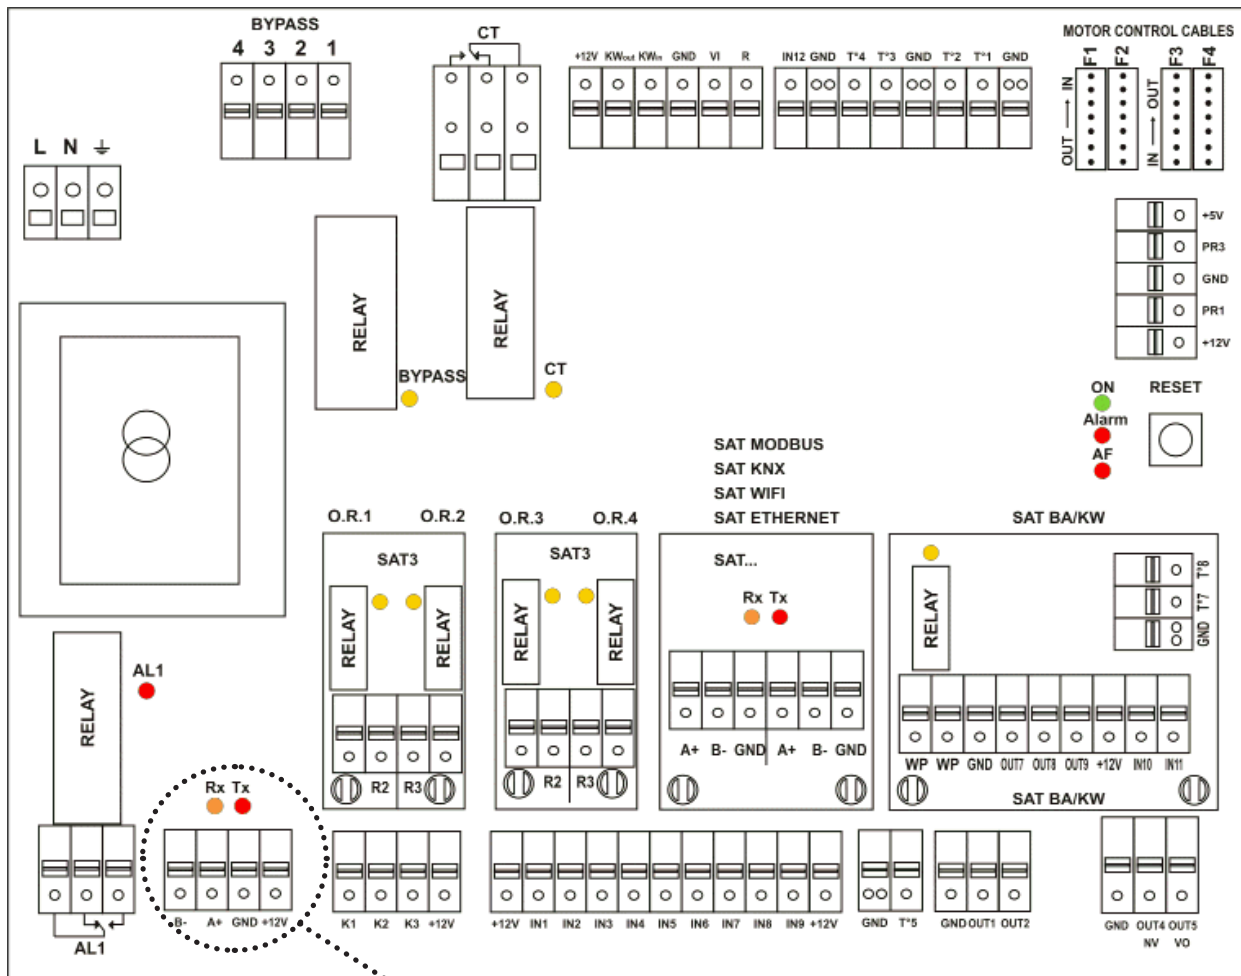 BYPASS
4 3 2 1
CT
+12V KWout KWin GND VI R
IN12 GND T°4 T°3 GND T°2 T°1 GND
MOTOR CONTROL CABLES
F1 F2 F3 F4
OUT → IN
IN → OUT
L N
+5V
PR3
GND
PR1
+12V
RELAY
BYPASS
RELAY
CT
ON
Alarm
AF
RESET
SAT MODBUS
SAT KNX
SAT WIFI
SAT ETHERNET
SAT BA/KW
O.R.1 O.R.2
SAT3
RELAY RELAY
R2 R3
O.R.3 O.R.4
SAT3
RELAY RELAY
R2 R3
SAT...
Rx Tx
A+ B- GND A+ B- GND
RELAY
T°8
T°7
GND
WP WP GND OUT7 OUT8 OUT9 +12V IN10 IN11
SAT BA/KW
RELAY
AL1
AL1
Rx Tx
B- A+ GND +12V
K1 K2 K3 +12V
+12V IN1 IN2 IN3 IN4 IN5 IN6 IN7 IN8 IN9 +12V
GND T°5
GND OUT1 OUT2
GND OUT4 OUT5
NV VO